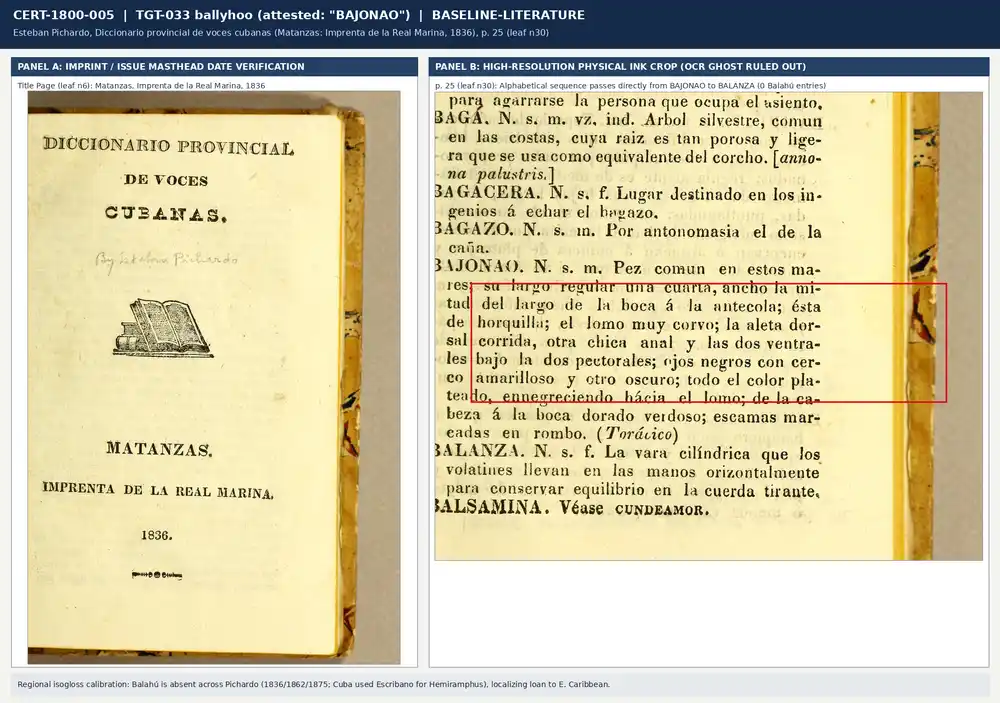 CERT-1800-005 | TGT-033 ballyhoo (attested: "BAJONAO") | BASELINE-LITERATURE
Esteban Pichardo, Diccionario provincial de voces cubanas (Matanzas: Imprenta de la Real Marina, 1836), p. 25 (leaf n30)
PANEL A: IMPRINT / ISSUE MASTHEAD DATE VERIFICATION
Title Page (leaf n6): Matanzas, Imprenta de la Real Marina, 1836
DICCIONARIO PROVINCIAL
DE VOCES
CUBANAS.
By Esteban Pichardo
MATANZAS.
IMPRENTA DE LA REAL MARINA.
1836.
PANEL B: HIGH-RESOLUTION PHYSICAL INK CROP (OCR GHOST RULED OUT)
p. 25 (leaf n30): Alphabetical sequence passes directly from BAJONAO to BALANZA (0 Balahú entries)
para agarrarse la persona que ocupa el asiento.
BAGÁ. N. s. m. vz. ind. Arbol silvestre, comun
en las costas, cuya raiz es tan porosa y lige-
ra que se usa como equivalente del corcho. [anno-
na palustris.]
BAGACERA. N. s. f. Lugar destinado en los in-
genios á echar el bagazo.
BAGAZO. N. s. m. Por antonomasia el de la
caña.
BAJONAO. N. s. m. Pez comun en estos ma-
res; su largo regular una cuarta, ancho la mi-
tad del largo de la boca á la antecola; ésta
de horquilla; el lomo muy corvo; la aleta dor-
sal corrida, otra chica anal y las dos ventra-
les bajo la dos pectorales; ojos negros con cer-
co amarilloso y otro oscuro; todo el color pla-
teado, ennegreciendo hácia el lomo; de la ca-
beza á la boca dorado verdoso; escamas mar-
cadas en rombo. (Torácico)
BALANZA. N. s. f. La vara cilíndrica que los
volatines llevan en las manos orizontalmente
para conservar equilibrio en la cuerda tirante.
BALSAMINA. Véase CUNDEAMOR.
Regional isogloss calibration: Balahú is absent across Pichardo (1836/1862/1875; Cuba used Escribano for Hemiramphus), localizing loan to E. Caribbean.